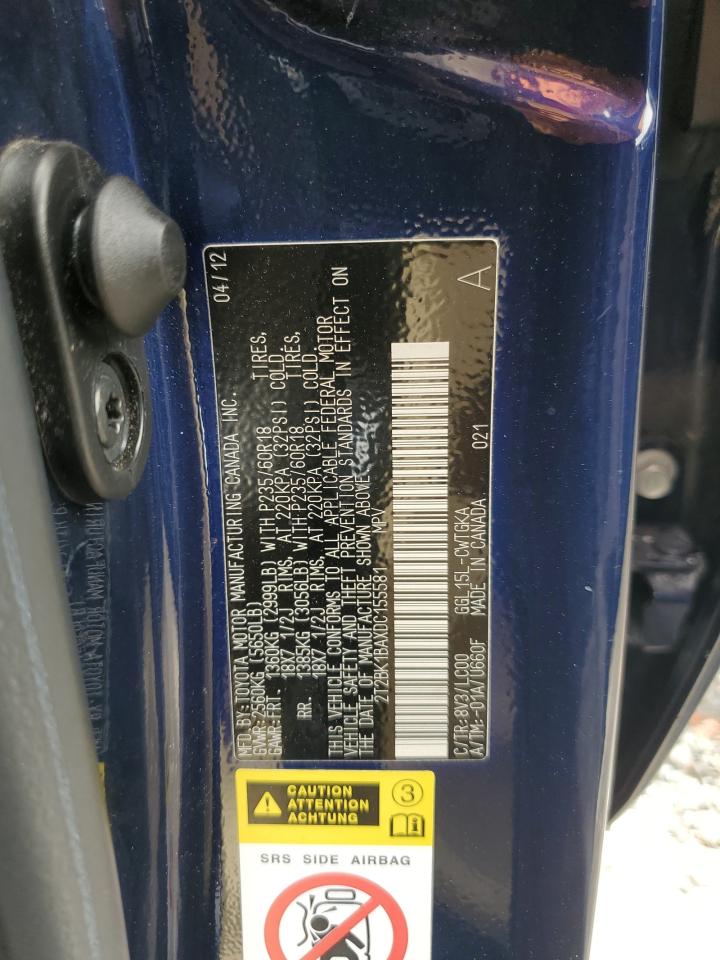 MFD. BY: TOYOTA MOTOR MANUFACTURING CANADA INC. 04/12
GVWR: 2560KG (5650LB)
GAWR: FRT. 1360KG (2999LB) WITH P235/60R18 TIRES,
18X7 1/2J RIMS, AT 220KPA (32PSI) COLD.
RR. 1385KG (3056LB) WITH P235/60R18 TIRES,
18X7 1/2J RIMS, AT 220KPA (32PSI) COLD.
THIS VEHICLE CONFORMS TO ALL APPLICABLE FEDERAL MOTOR
VEHICLE SAFETY AND THEFT PREVENTION STANDARDS IN EFFECT ON
THE DATE OF MANUFACTURE SHOWN ABOVE.
2T2BK1BAXDC155581 MPV
C/TR: 8V3/LC00 GGL15L-CWTGKA 021
A/TM: -01A/U660F MADE IN CANADA
A
CAUTION
ATTENTION
ACHTUNG
3
SRS SIDE AIRBAG